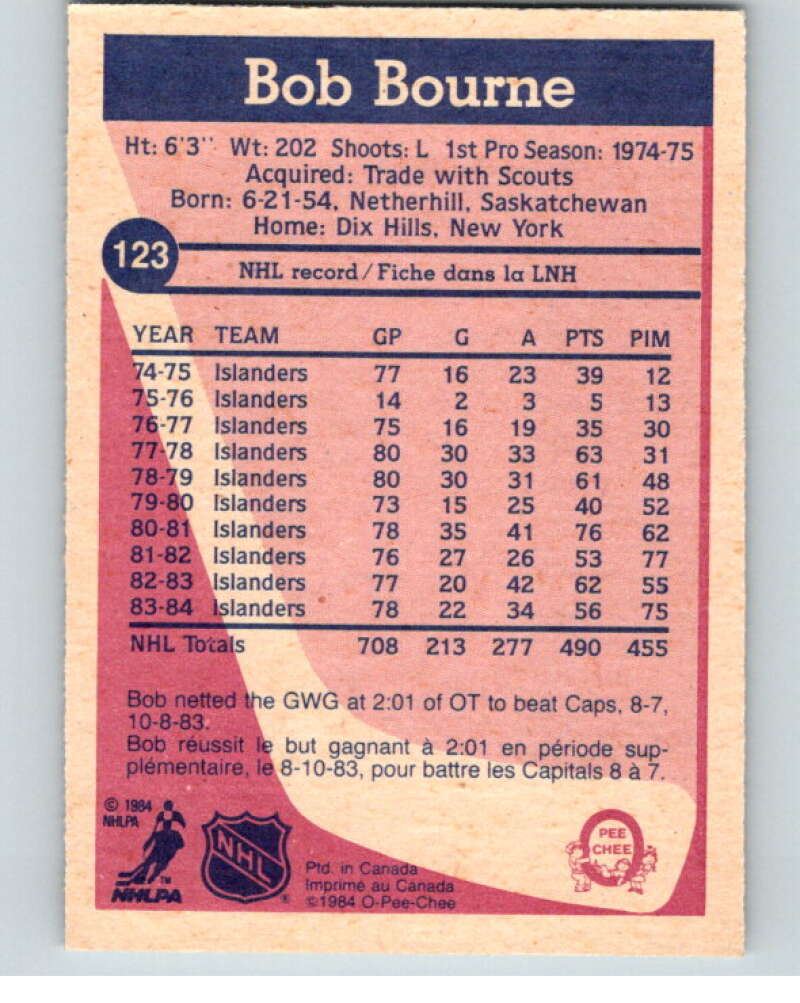 Bob Bourne
Ht: 6'3" Wt: 202 Shoots: L 1st Pro Season: 1974-75
Acquired: Trade with Scouts
Born: 6-21-54, Netherhill, Saskatchewan
Home: Dix Hills, New York
123
NHL record/Fiche dans la LNH
YEAR TEAM GP G A PTS PIM
74-75 Islanders 77 16 23 39 12
75-76 Islanders 14 2 3 5 13
76-77 Islanders 75 16 19 35 30
77-78 Islanders 80 30 33 63 31
78-79 Islanders 80 30 31 61 48
79-80 Islanders 73 15 25 40 52
80-81 Islanders 78 35 41 76 62
81-82 Islanders 76 27 26 53 77
82-83 Islanders 77 20 42 62 55
83-84 Islanders 78 22 34 56 75
NHL Totals 708 213 277 490 455
Bob netted the GWG at 2:01 of OT to beat Caps, 8-7,
10-8-83.
Bob réussit le but gagnant à 2:01 en période sup-
plémentaire, le 8-10-83, pour battre les Capitals 8 à 7.
© 1984
NHLPA
TM
NHLPA
NHL
®
Ptd. in Canada
Imprimé au Canada
©1984 O-Pee-Chee
PEE
CHEE